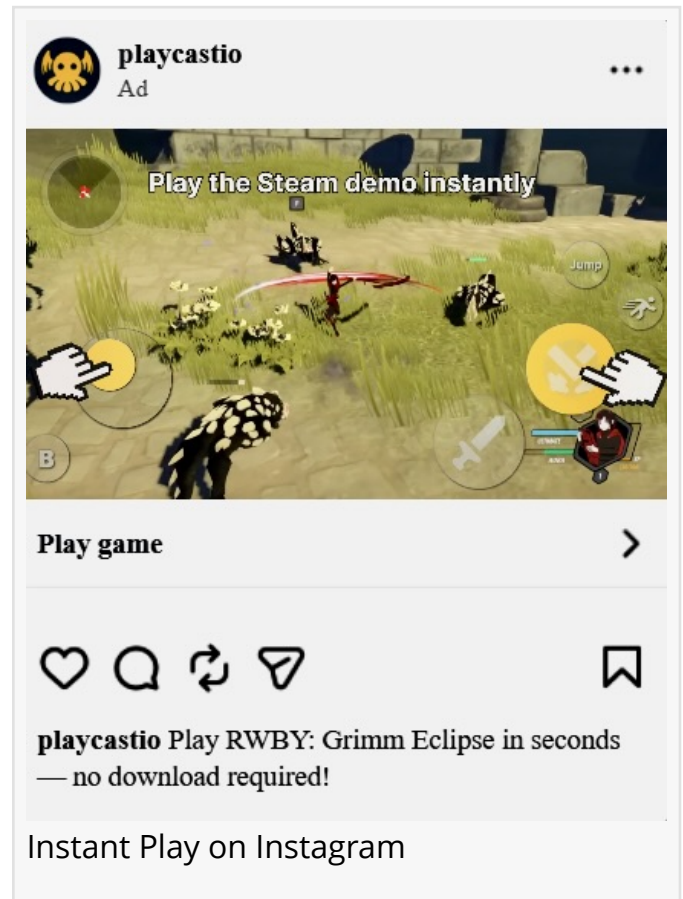 playcastio
Ad
Play the Steam demo instantly
Jump
B
Play game
playcastio Play RWBY: Grimm Eclipse in seconds
— no download required!
Instant Play on Instagram